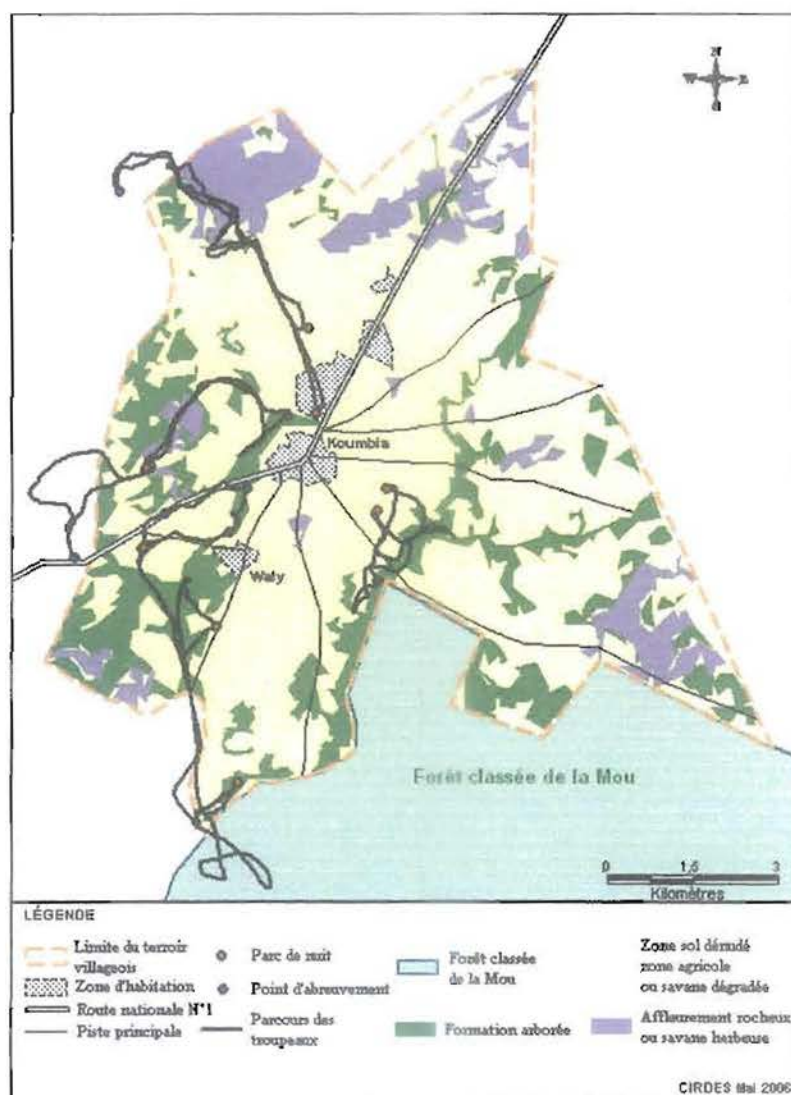 N
W E
S
Koumbia
Waly
Forêt classée de la Mou
0 1,5 3
Kilomètres
LÉGENDE
Limite du terroir
villageois
Zone d'habitation
Route nationale N°1
Piste principale
Parc de nuit
Point d'abreuvement
Parcours des
troupeaux
Forêt classée
de la Mou
Formation arborée
Zone sol dénudé
zone agricole
ou savane dégradée
Affleurement rocheux
ou savane herbeuse
CIRDES Mai 2006